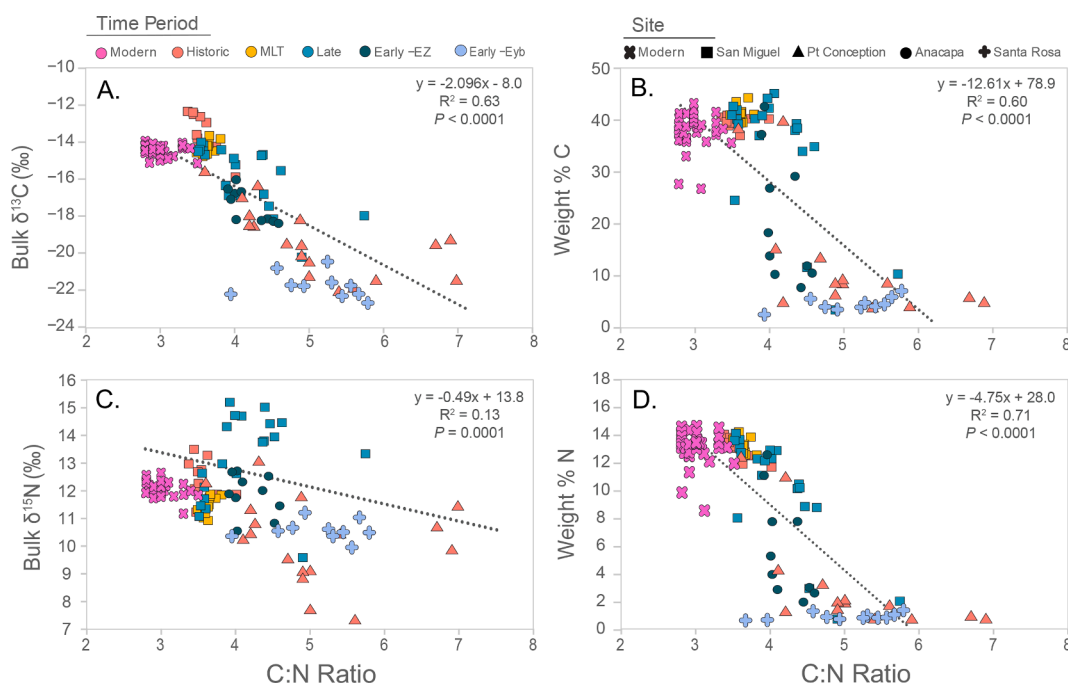 Time Period
Site
Modern Historic MLT Late Early -EZ Early -Eyb
Modern San Miguel Pt Conception Anacapa Santa Rosa
A.
y = -2.096x - 8.0
R² = 0.63
P < 0.0001
Bulk δ¹³C (‰)
−10
−12
−14
−16
−18
−20
−22
−24
2 3 4 5 6 7 8
B.
y = -12.61x + 78.9
R² = 0.60
P < 0.0001
Weight % C
50
40
30
20
10
0
2 3 4 5 6 7 8
C.
y = -0.49x + 13.8
R² = 0.13
P = 0.0001
Bulk δ¹⁵N (‰)
16
15
14
13
12
11
10
9
8
7
2 3 4 5 6 7 8
C:N Ratio
D.
y = -4.75x + 28.0
R² = 0.71
P < 0.0001
Weight % N
18
16
14
12
10
8
6
4
2
0
2 3 4 5 6 7 8
C:N Ratio